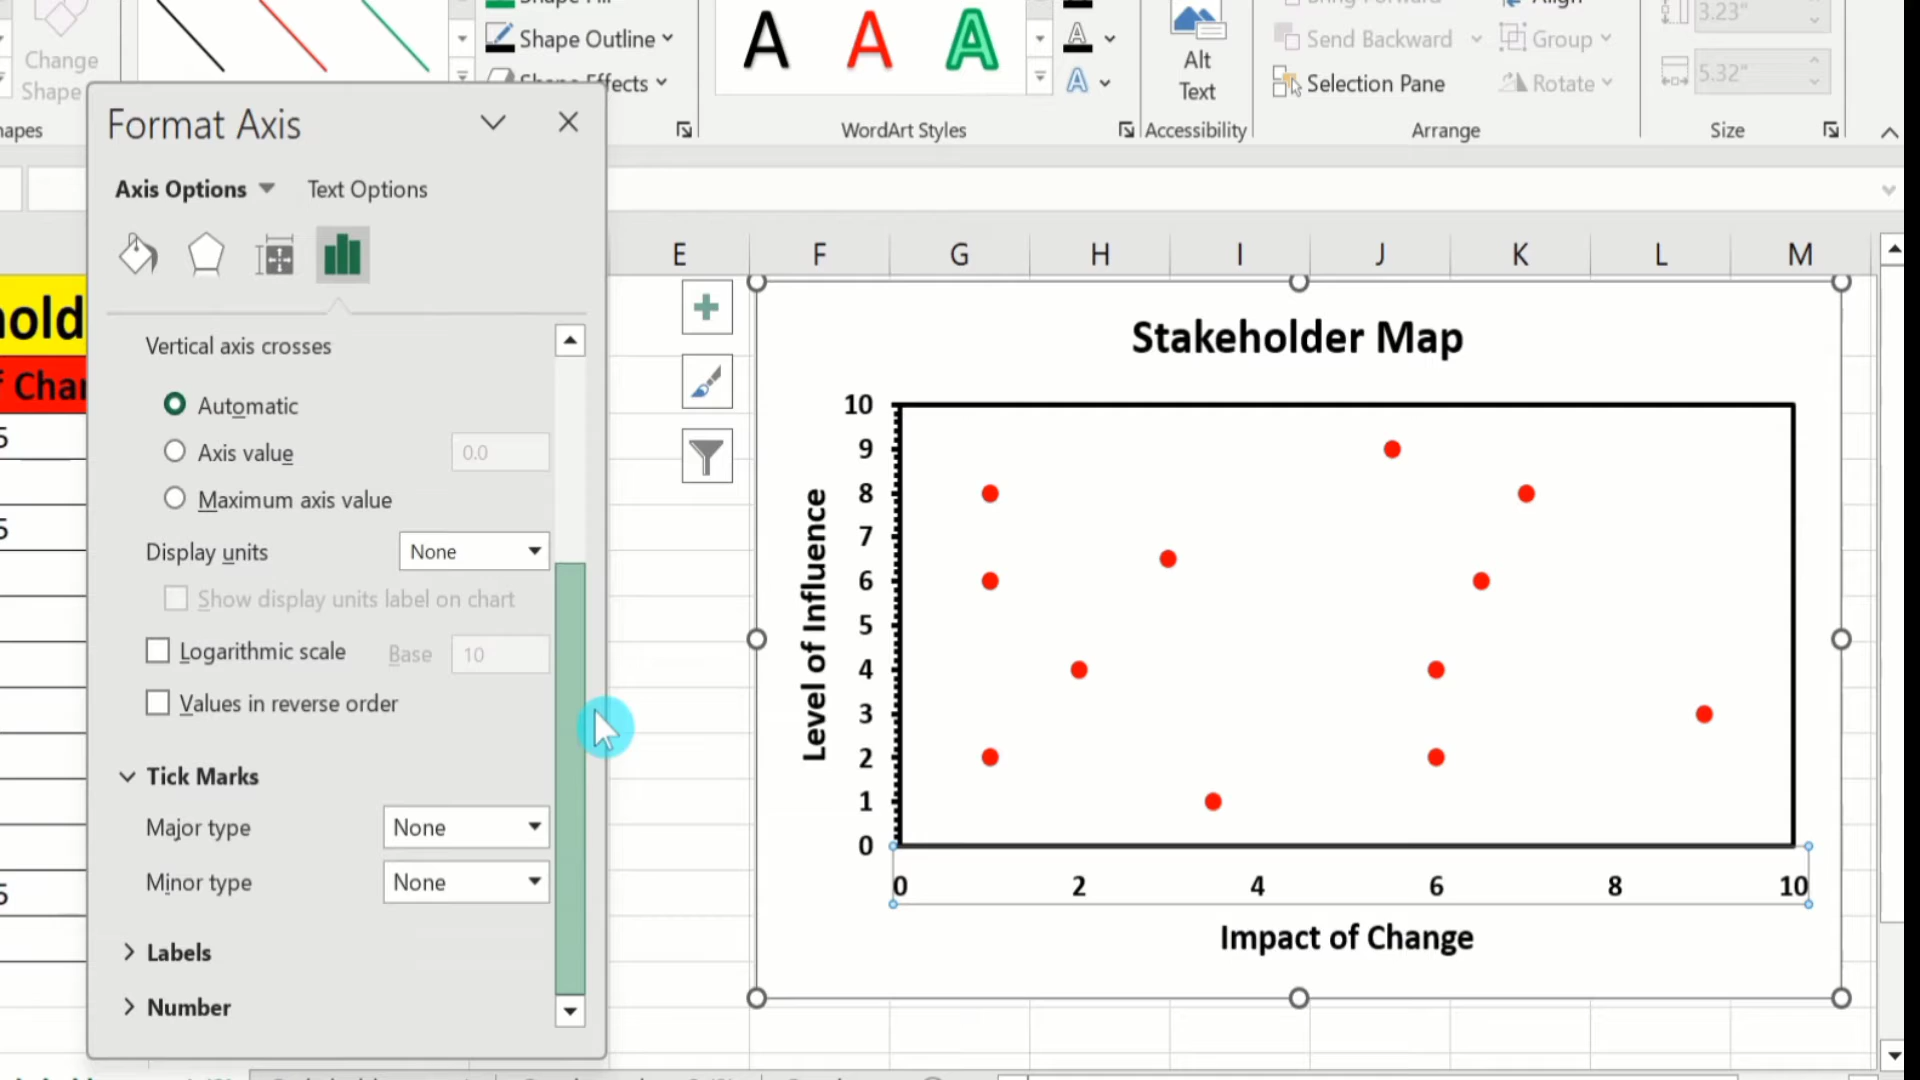 Change
Shape
Shape Outline
Alt
Text
Send Backward
Selection Pane
Group
Rotate
3.23"
5.32"
WordArt Styles
Accessibility
Arrange
Size
Format Axis
Axis Options
Text Options
Vertical axis crosses
Automatic
Axis value
0.0
Maximum axis value
Display units
None
Show display units label on chart
Logarithmic scale
Base
10
Values in reverse order
Tick Marks
Major type
None
Minor type
None
Labels
Number
E F G H I J K L M
Stakeholder Map
10
9
8
7
6
5
4
3
2
1
0
Level of Influence
0 2 4 6 8 10
Impact of Change